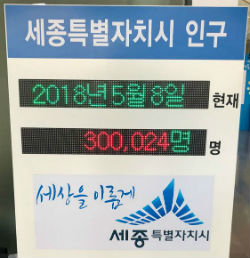 세종특별자치시 인구
2018년 5월 8일 현재
300,024명 명
세상을 이롭게
세종특별자치시